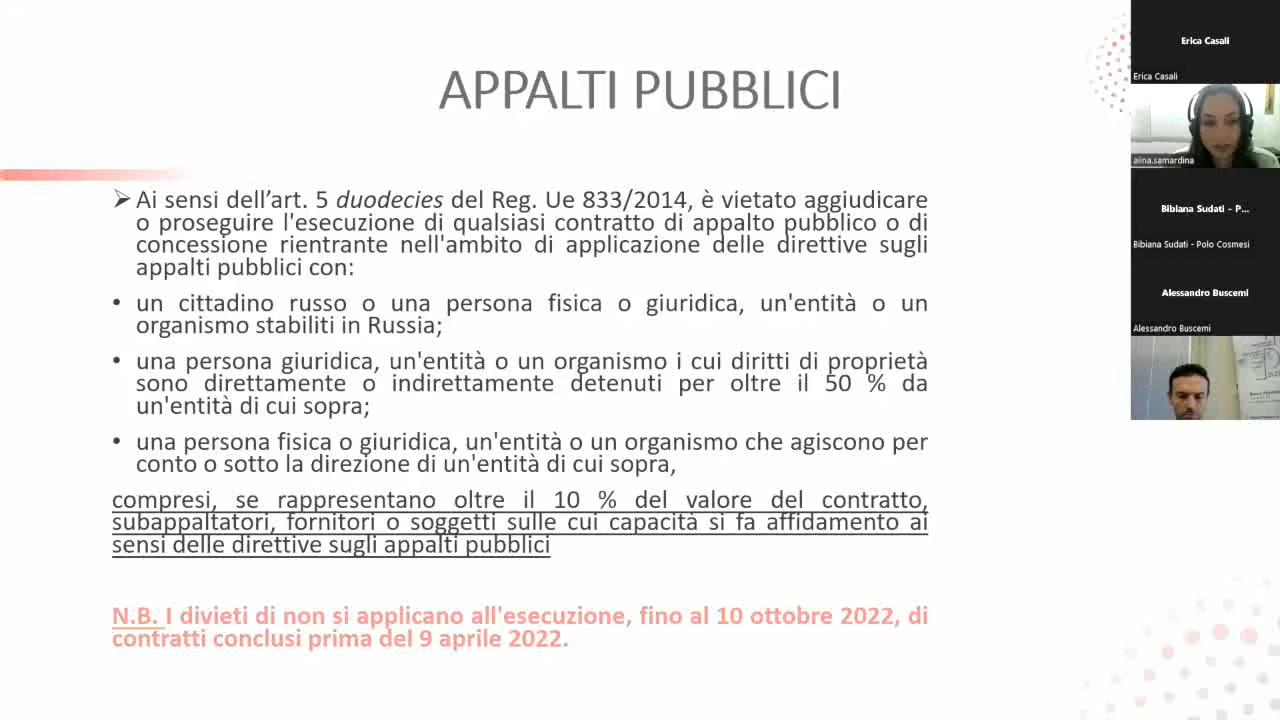 APPALTI PUBBLICI
➢ Ai sensi dell’art. 5 duodecies del Reg. Ue 833/2014, è vietato aggiudicare
o proseguire l'esecuzione di qualsiasi contratto di appalto pubblico o di
concessione rientrante nell'ambito di applicazione delle direttive sugli
appalti pubblici con:
• un cittadino russo o una persona fisica o giuridica, un'entità o un
organismo stabiliti in Russia;
• una persona giuridica, un'entità o un organismo i cui diritti di proprietà
sono direttamente o indirettamente detenuti per oltre il 50 % da
un'entità di cui sopra;
• una persona fisica o giuridica, un'entità o un organismo che agiscono per
conto o sotto la direzione di un'entità di cui sopra,
compresi, se rappresentano oltre il 10 % del valore del contratto,
subappaltatori, fornitori o soggetti sulle cui capacità si fa affidamento ai
sensi delle direttive sugli appalti pubblici
N.B. I divieti di non si applicano all'esecuzione, fino al 10 ottobre 2022, di
contratti conclusi prima del 9 aprile 2022.
Erica Casali
Erica Casali
alina.samardina
Bibiana Sudati - P...
Bibiana Sudati - Polo Cosmesi
Alessandro Buscemi
Alessandro Buscemi